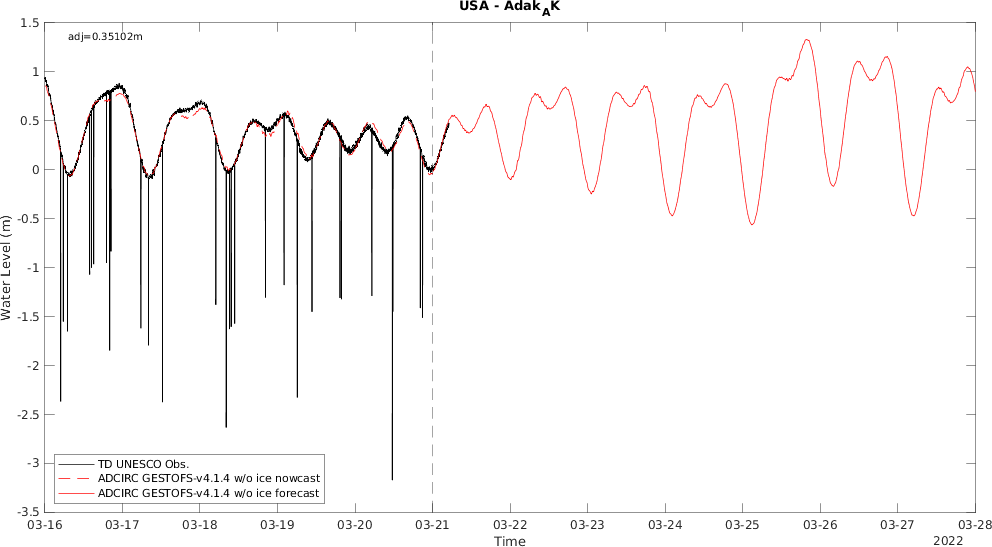 USA - Adak_AK
adj=0.35102m
1.5
1
0.5
0
-0.5
-1
-1.5
-2
-2.5
-3
-3.5
Water Level (m)
TD UNESCO Obs.
ADCIRC GESTOFS-v4.1.4 w/o ice nowcast
ADCIRC GESTOFS-v4.1.4 w/o ice forecast
03-16 03-17 03-18 03-19 03-20 03-21 03-22 03-23 03-24 03-25 03-26 03-27 03-28
Time
2022